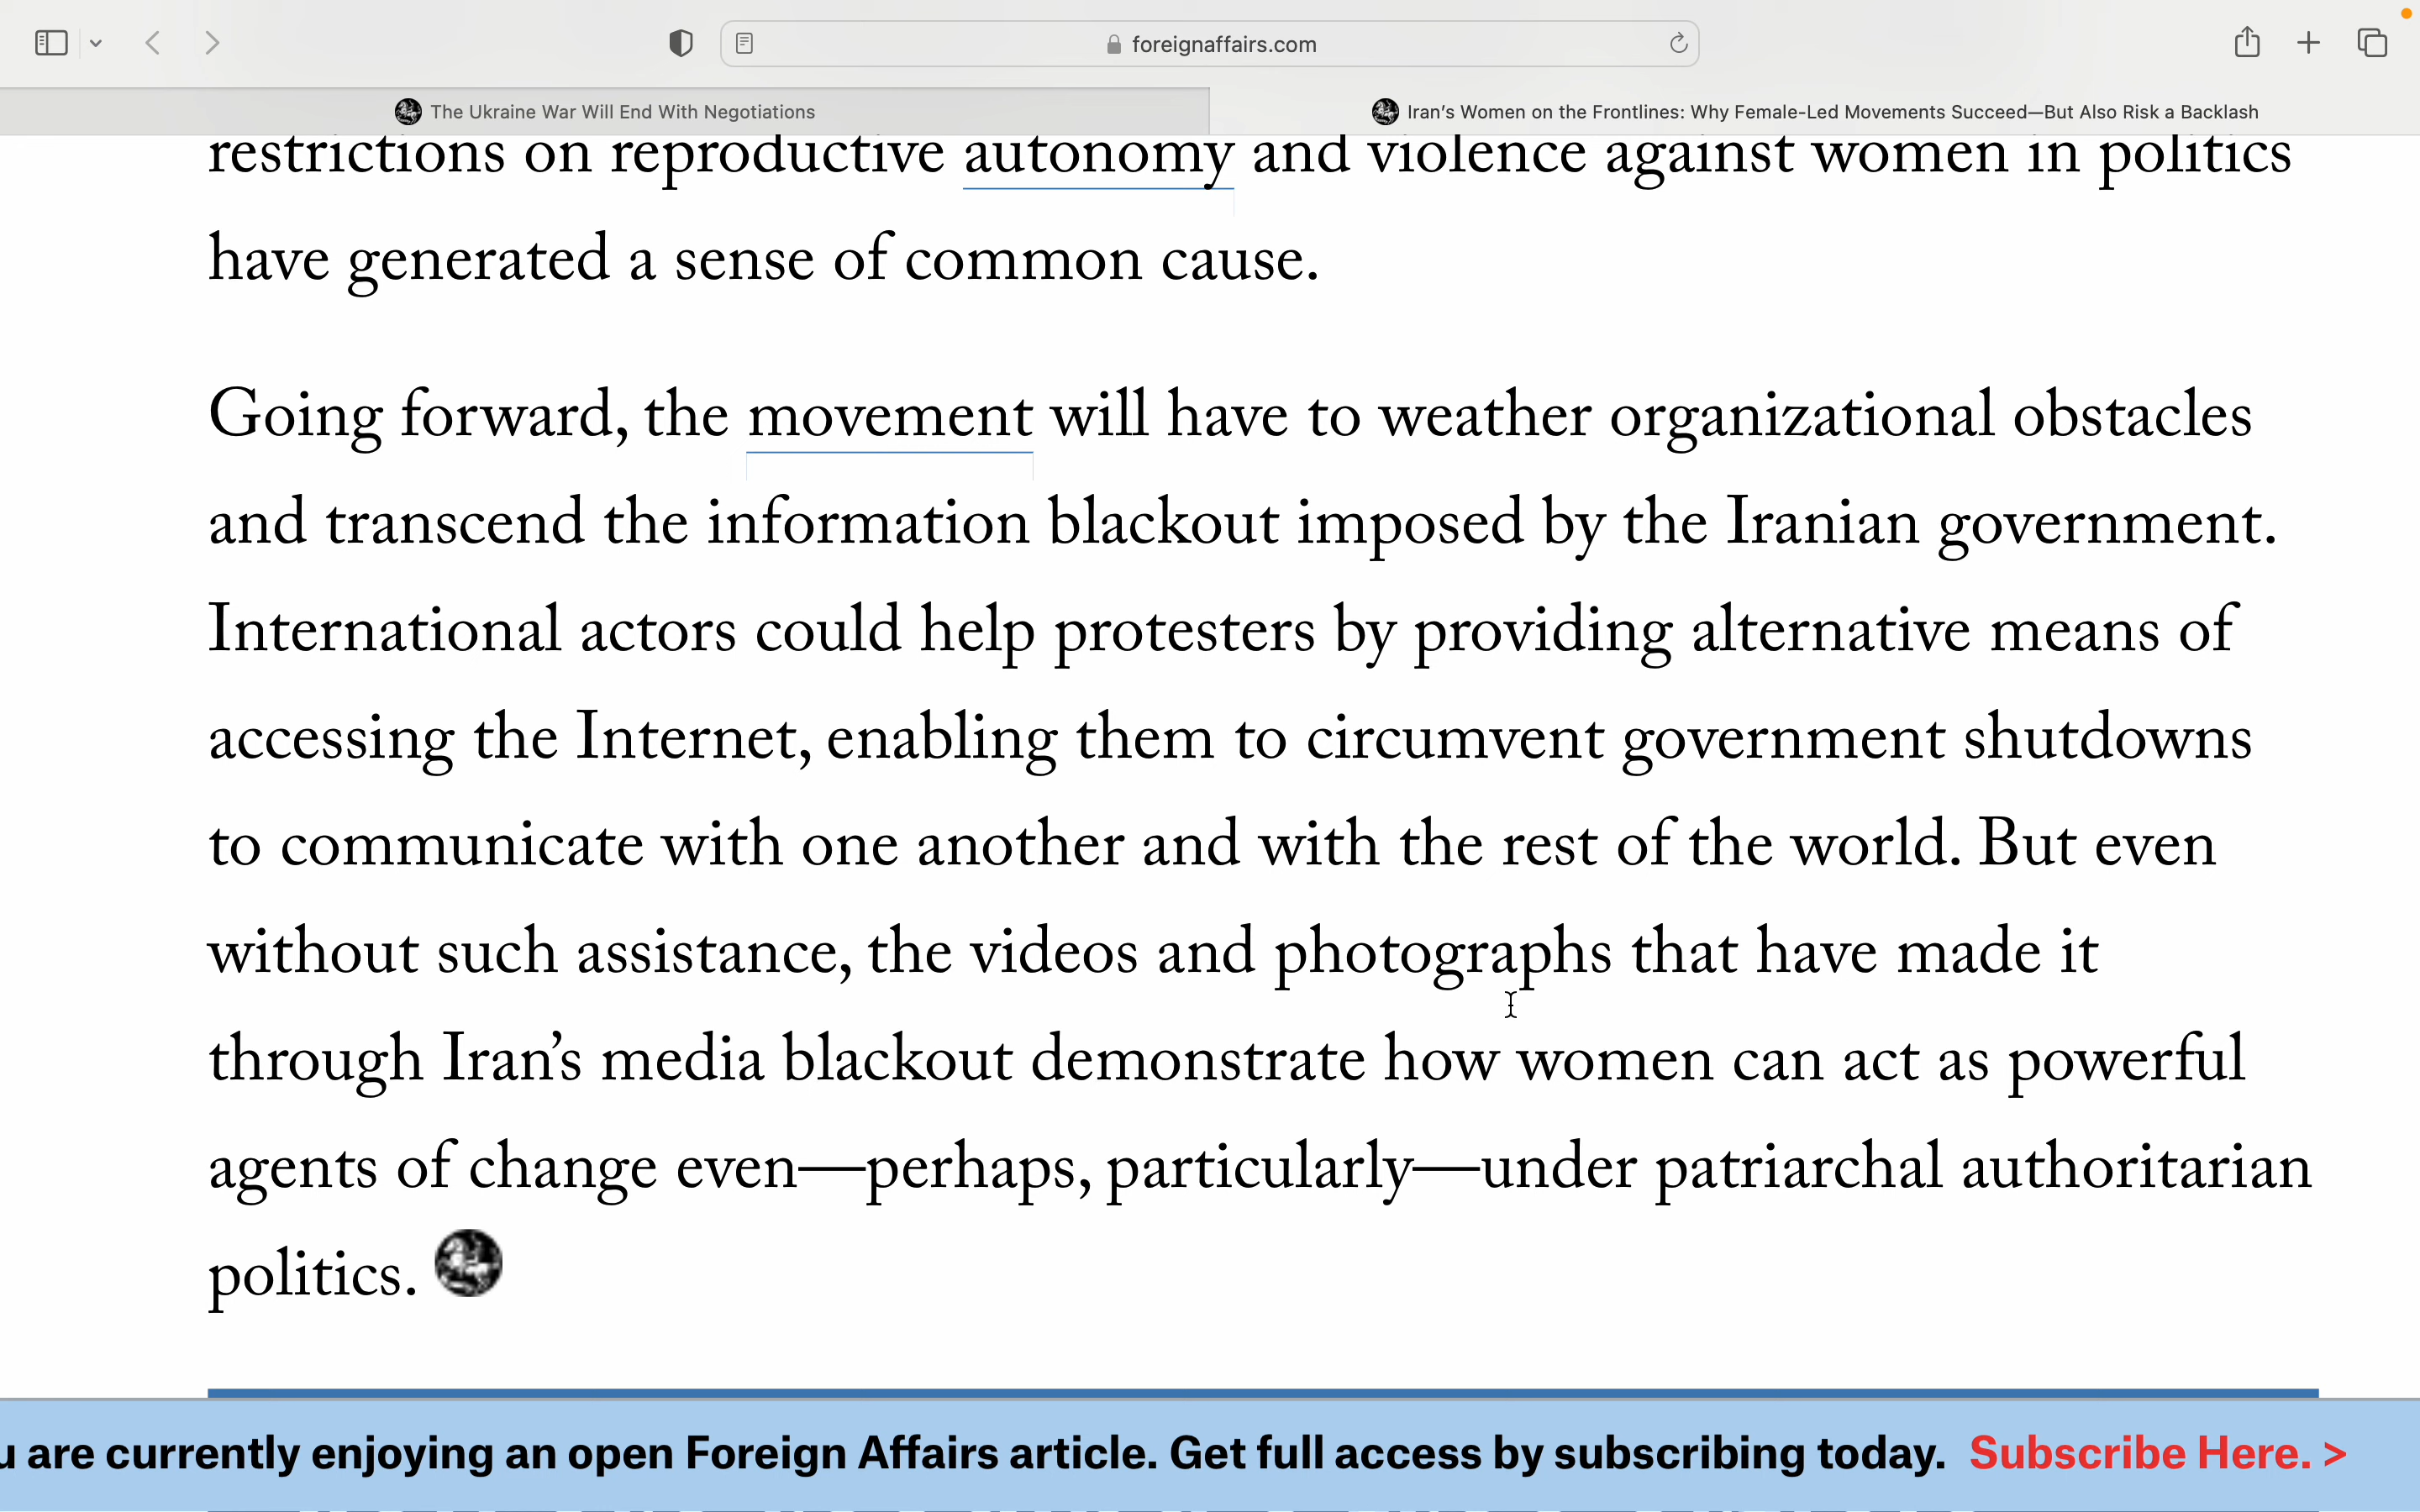 foreignaffairs.com
The Ukraine War Will End With Negotiations
Iran's Women on the Frontlines: Why Female-Led Movements Succeed—But Also Risk a Backlash
restrictions on reproductive autonomy and violence against women in politics
have generated a sense of common cause.
Going forward, the movement will have to weather organizational obstacles
and transcend the information blackout imposed by the Iranian government.
International actors could help protesters by providing alternative means of
accessing the Internet, enabling them to circumvent government shutdowns
to communicate with one another and with the rest of the world. But even
without such assistance, the videos and photographs that have made it
through Iran's media blackout demonstrate how women can act as powerful
agents of change even—perhaps, particularly—under patriarchal authoritarian
politics.
u are currently enjoying an open Foreign Affairs article. Get full access by subscribing today. Subscribe Here. >